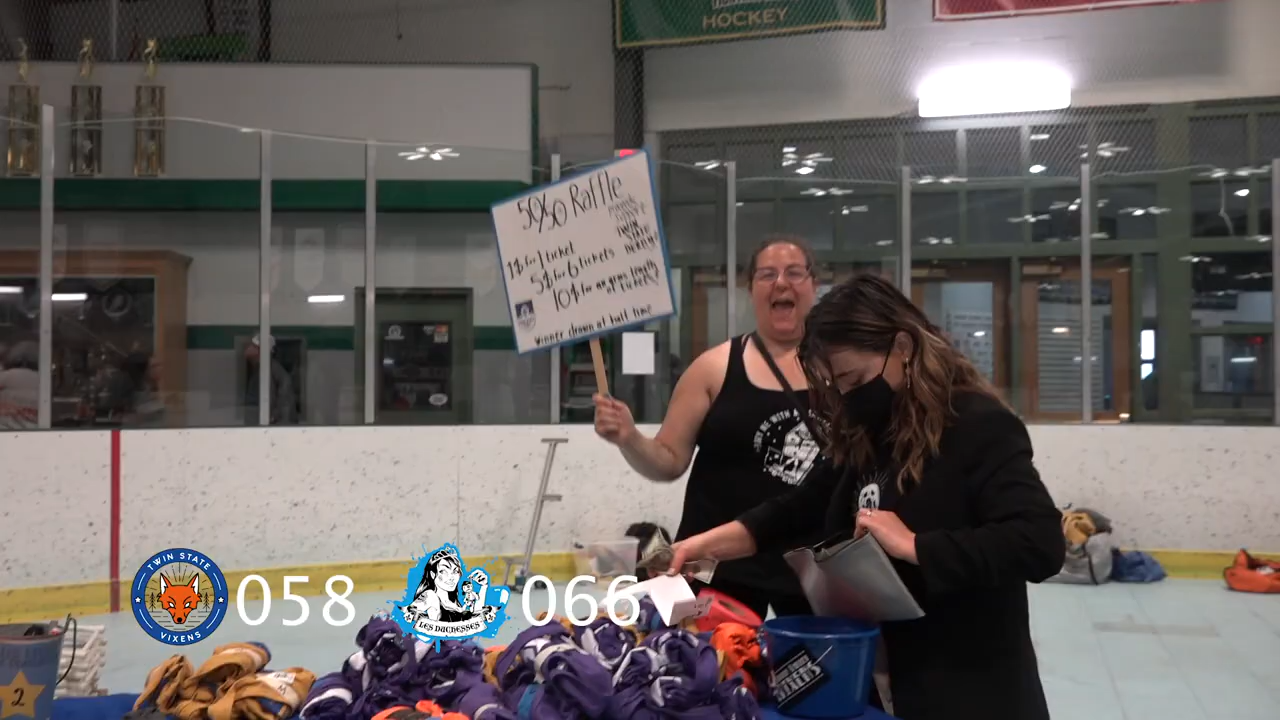 HOCKEY
50/50 Raffle
1$ for 1 ticket
5$ for 6 tickets
10$ for an arms length
of tickets
Winner drawn at half time
TWIN STATE
VIXENS
058
LES DUCHESSES
066
2